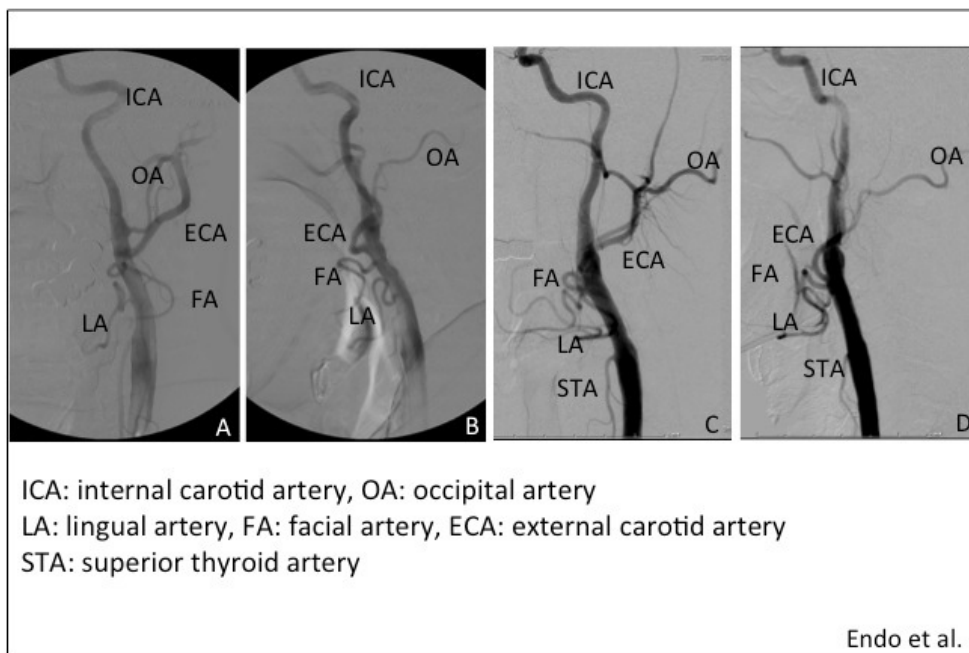 ICA
OA
ECA
FA
LA
A
ICA
OA
ECA
FA
LA
B
ICA
OA
ECA
FA
LA
STA
C
ICA
OA
ECA
FA
LA
STA
D
ICA: internal carotid artery, OA: occipital artery
LA: lingual artery, FA: facial artery, ECA: external carotid artery
STA: superior thyroid artery
Endo et al.